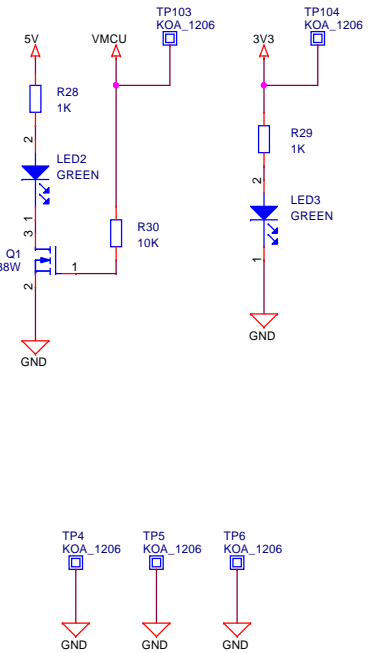 TP103
KOA_1206
TP104
KOA_1206
5V
VMCU
3V3
R28
1K
R29
1K
2
LED2
GREEN
2
LED3
GREEN
1
3
R30
10K
Q1
38W
1
1
2
GND
GND
TP4
KOA_1206
TP5
KOA_1206
TP6
KOA_1206
GND
GND
GND